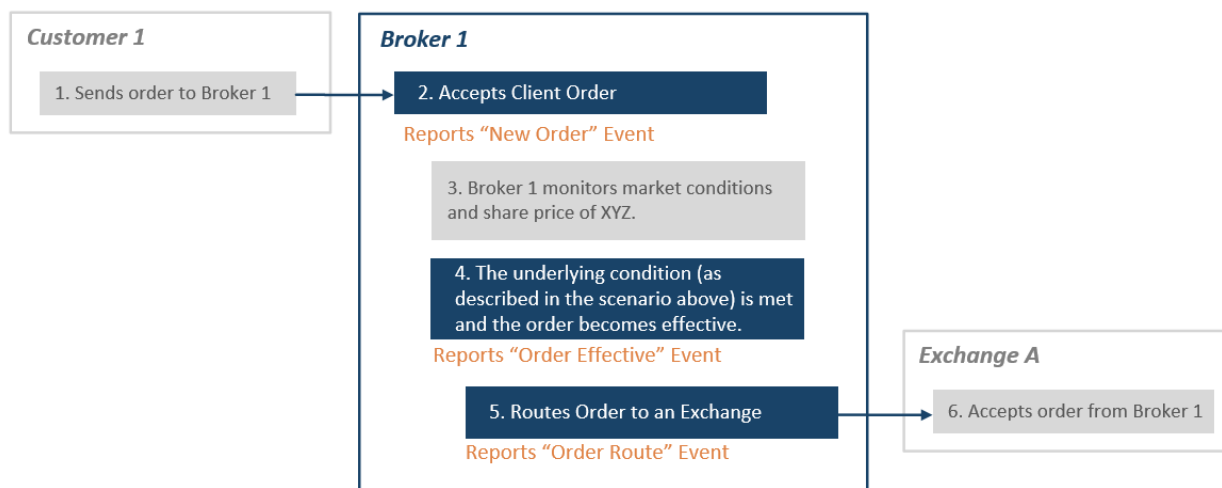 Customer 1
1. Sends order to Broker 1
Broker 1
2. Accepts Client Order
Reports “New Order” Event
3. Broker 1 monitors market conditions
and share price of XYZ.
4. The underlying condition (as
described in the scenario above) is met
and the order becomes effective.
Reports “Order Effective” Event
5. Routes Order to an Exchange
Reports “Order Route” Event
Exchange A
6. Accepts order from Broker 1